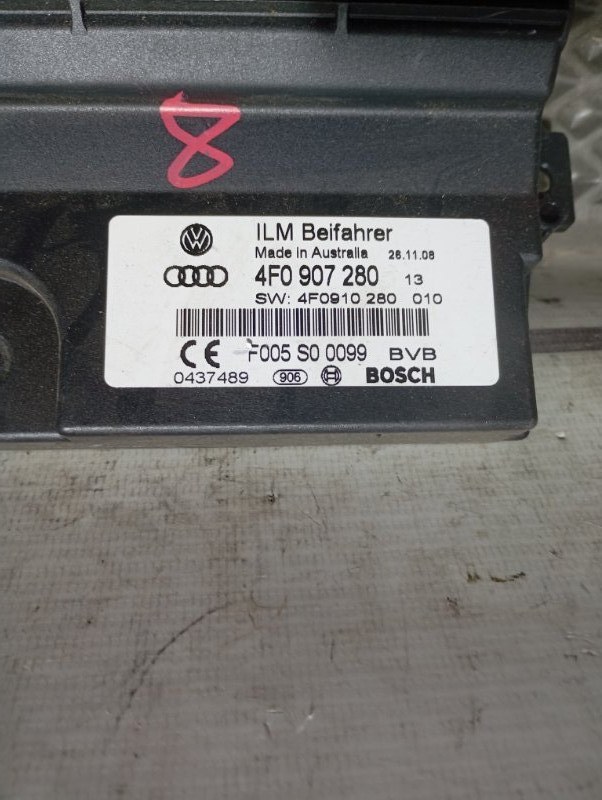 8
ILM Beifahrer
Made in Australia 26.11.08
4F0 907 280 13
SW: 4F0910 280 010
CE F005 S0 0099 BVB
0437489 906 BOSCH